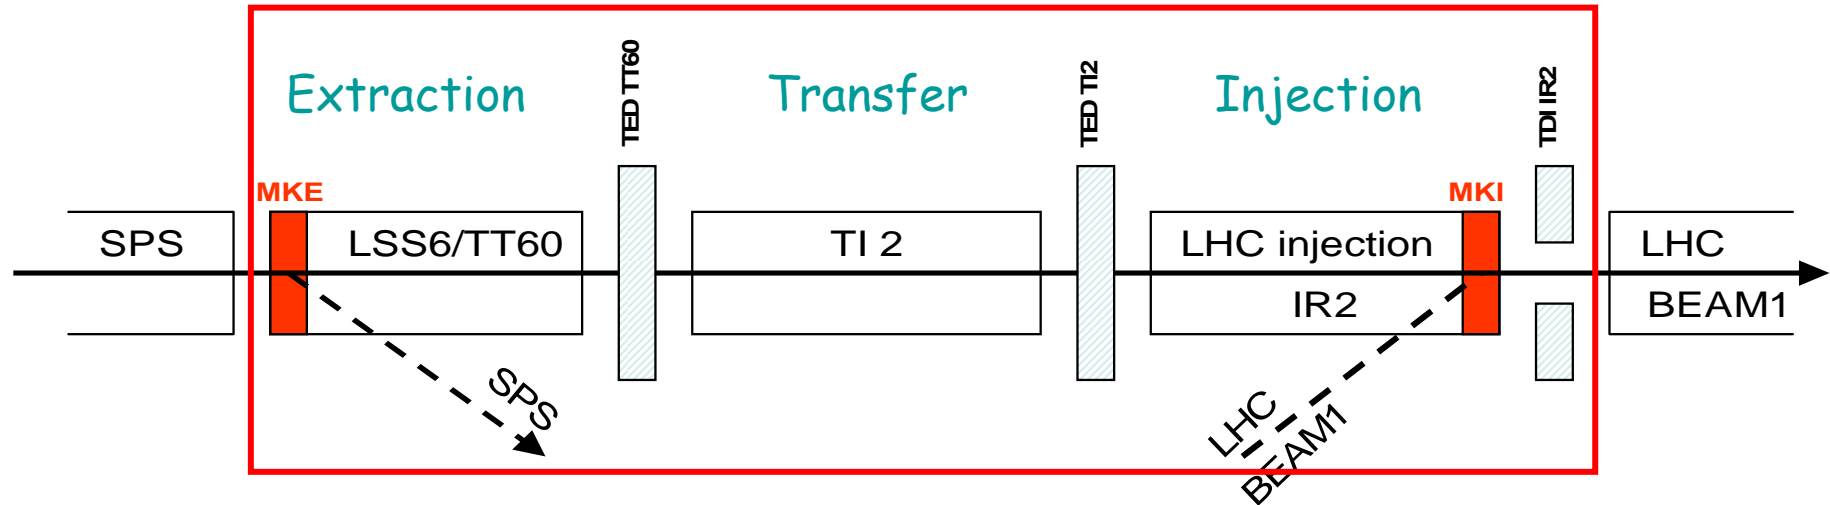 Extraction
TED TT60
Transfer
TED TI2
Injection
TDI IR2
MKE
MKI
SPS
LSS6/TT60
TI 2
LHC injection
IR2
LHC
BEAM1
SPS
LHC
BEAM1